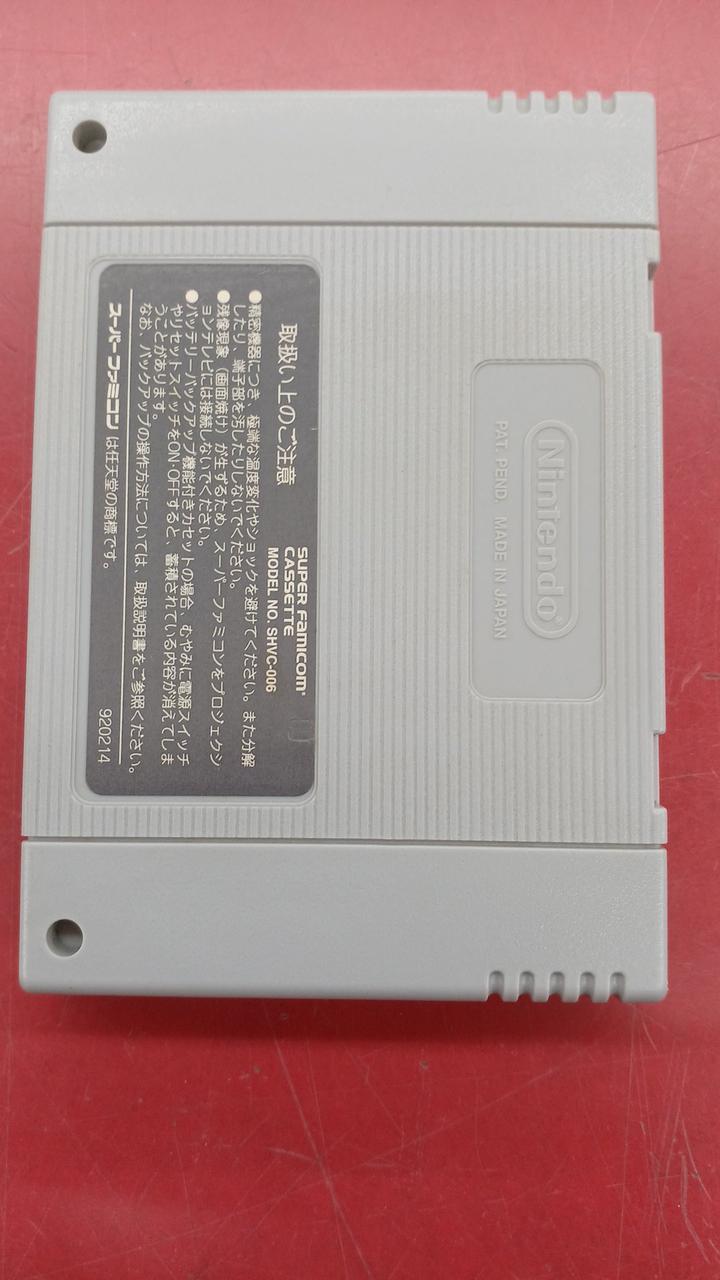 Nintendo®
PAT. PEND. MADE IN JAPAN
SUPER FAMICOM®
CASSETTE
MODEL NO. SHVC-006
取扱い上のご注意
●精密機器につき、極端な温度変化やショックを避けてください。また分解
したり、端子部を汚したりしないでください。
●残像現象（画面焼け）が生ずるため、スーパーファミコンをプロジェクシ
ョンテレビには接続しないでください。
●バッテリーバックアップ機能付きカセットの場合、むやみに電源スイッチ
やリセットスイッチをON・OFFすると、蓄積されている内容が消えてしま
うことがあります。
なお、バックアップの操作方法については、取扱説明書をご参照ください。
スーパーファミコン は任天堂の商標です。
920214